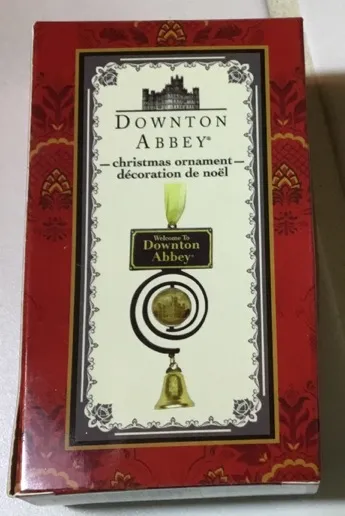 DOWNTON
ABBEY®
—christmas ornament—
décoration de noël
Welcome To
Downton
Abbey®